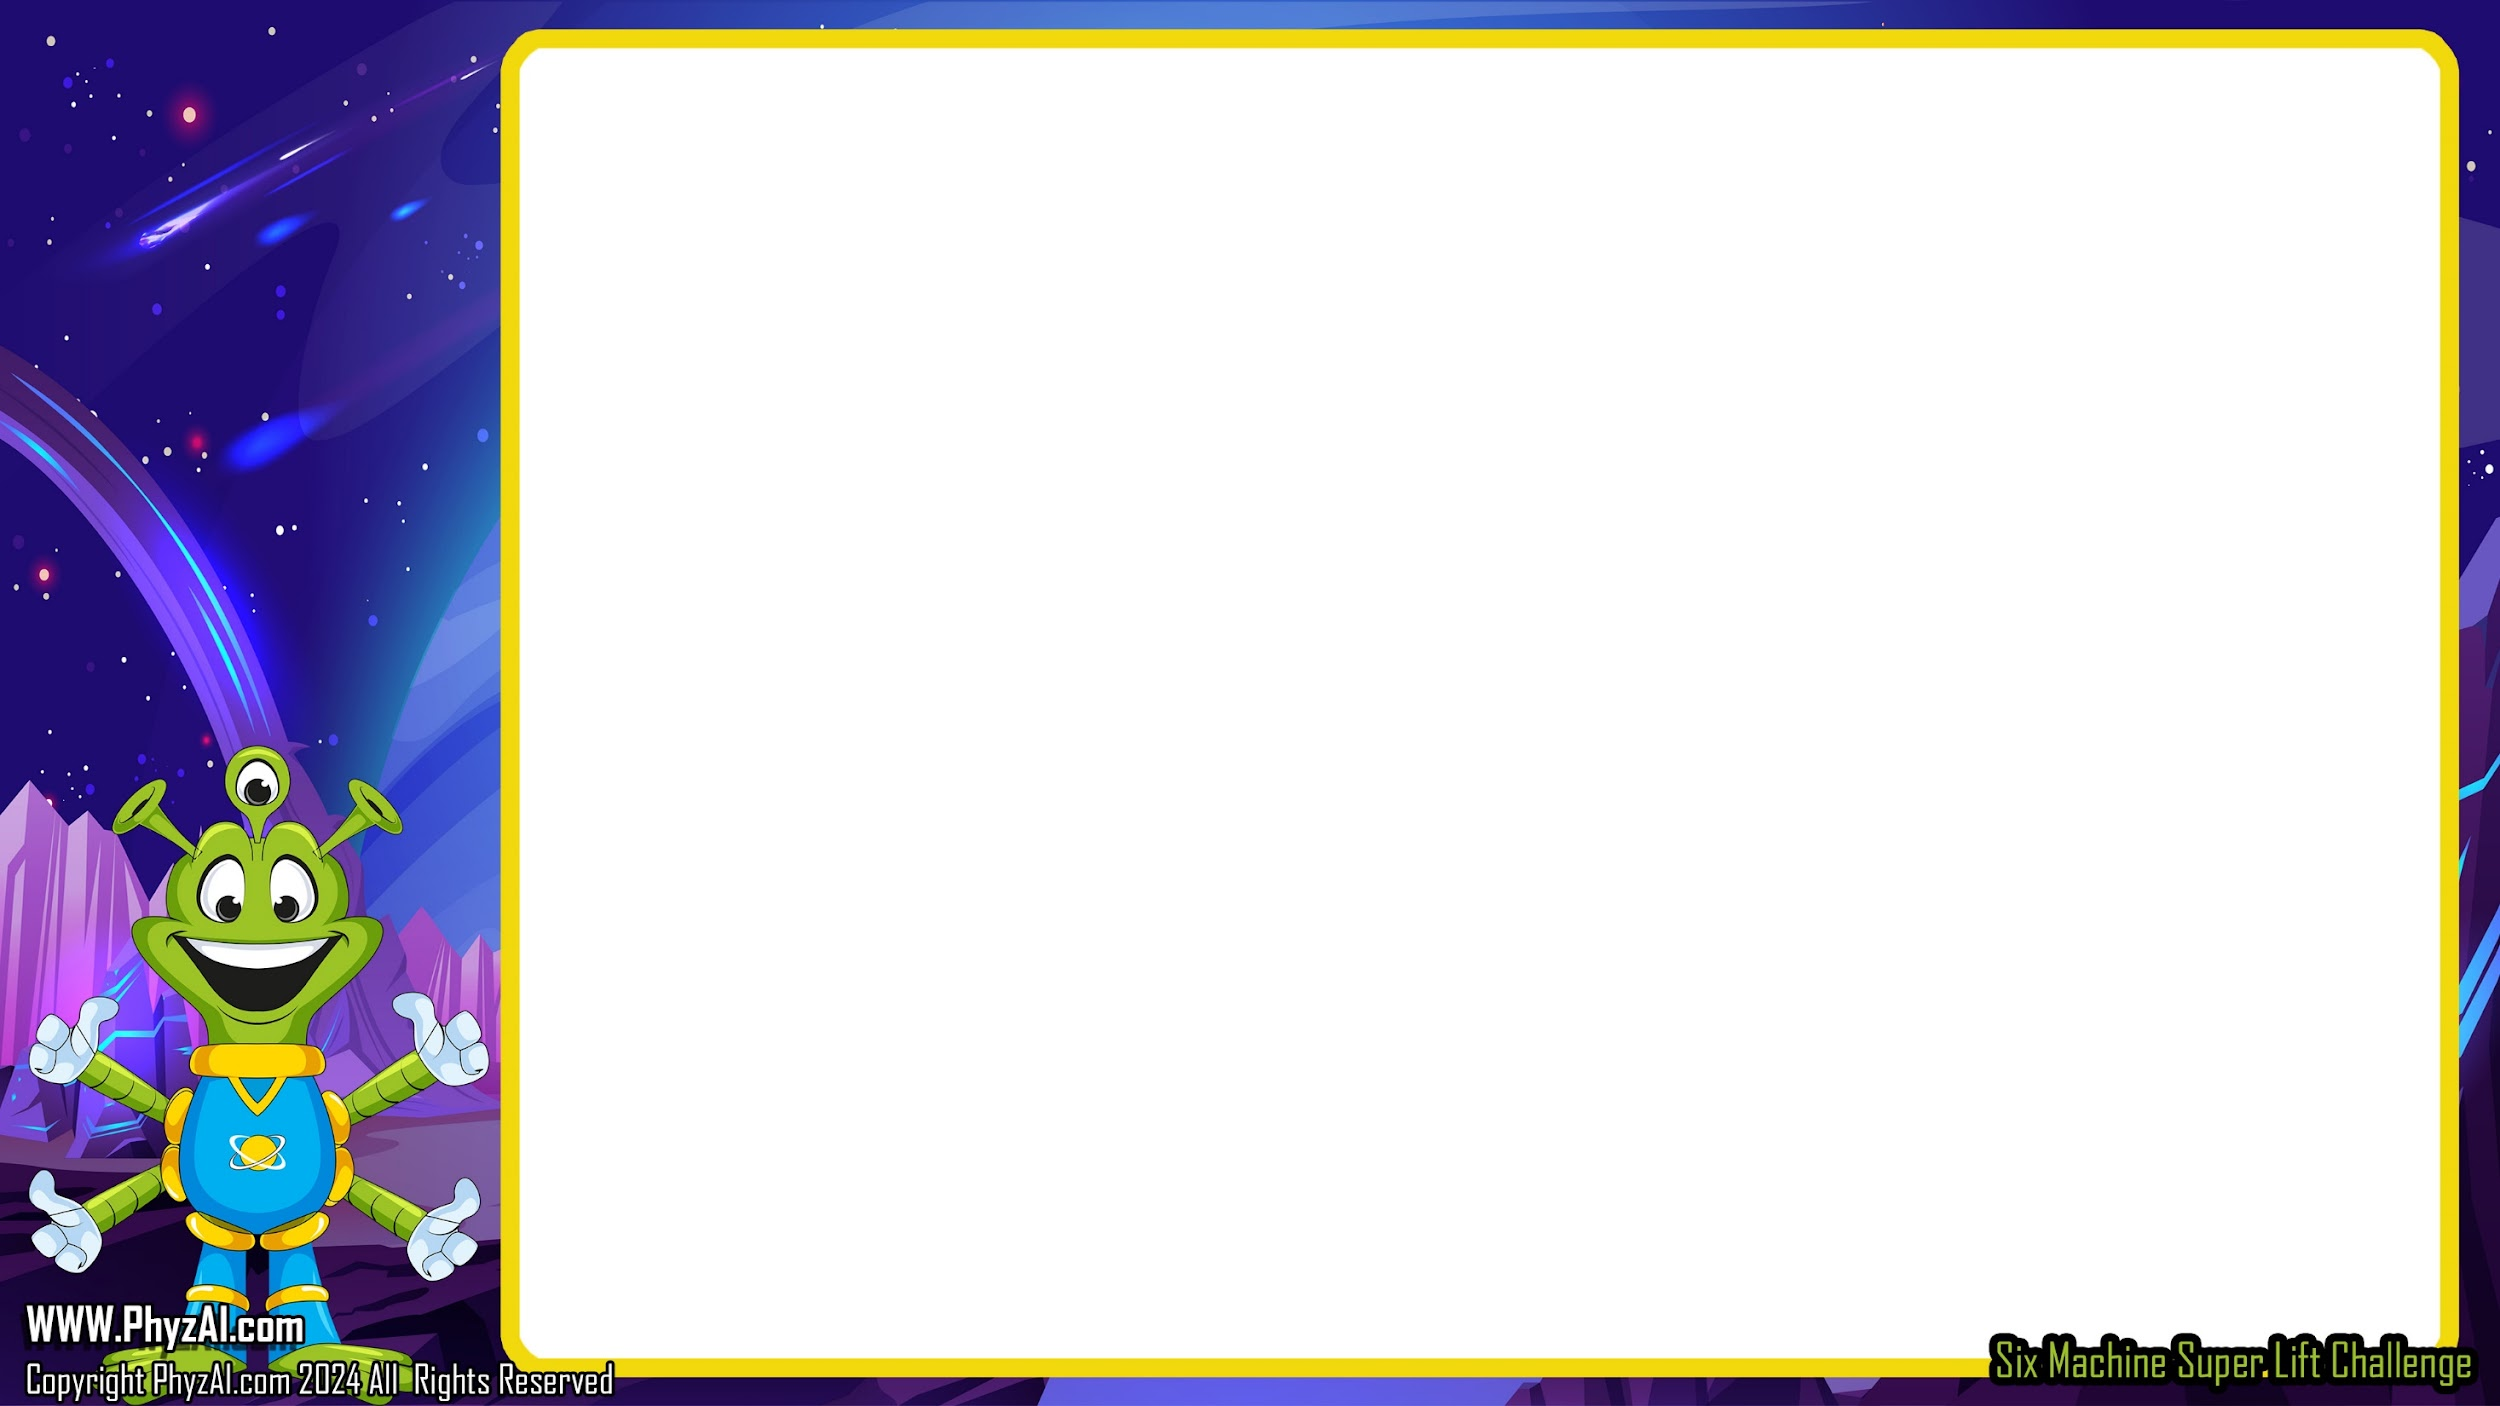 WWW.PhyzAI.com
Copyright PhyzAI.com 2024 All Rights Reserved
Six Machine Super Lift Challenge